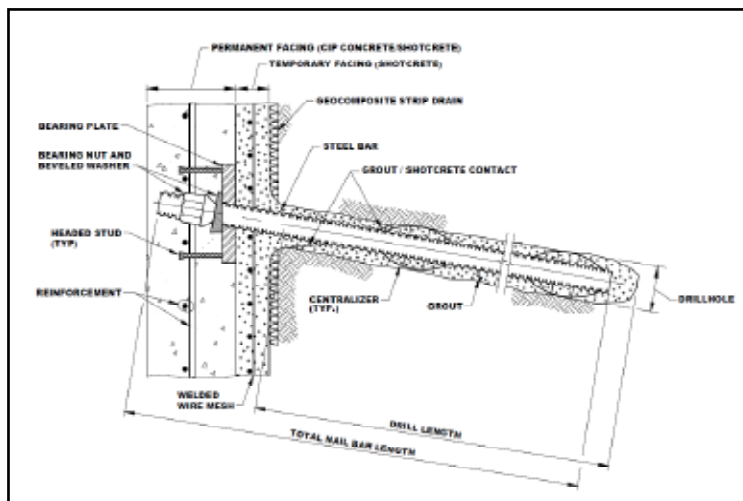 PERMANENT FACING (CIP CONCRETE/SHOTCRETE)
TEMPORARY FACING (SHOTCRETE)
GEOCOMPOSITE STRIP DRAIN
BEARING PLATE
STEEL BAR
BEARING NUT AND
BEVELED WASHER
GROUT / SHOTCRETE CONTACT
HEADED STUD
(TYP)
REINFORCEMENT
CENTRALIZER
(TYP.)
GROUT
DRILLHOLE
WELDED
WIRE MESH
DRILL LENGTH
TOTAL NAIL BAR LENGTH